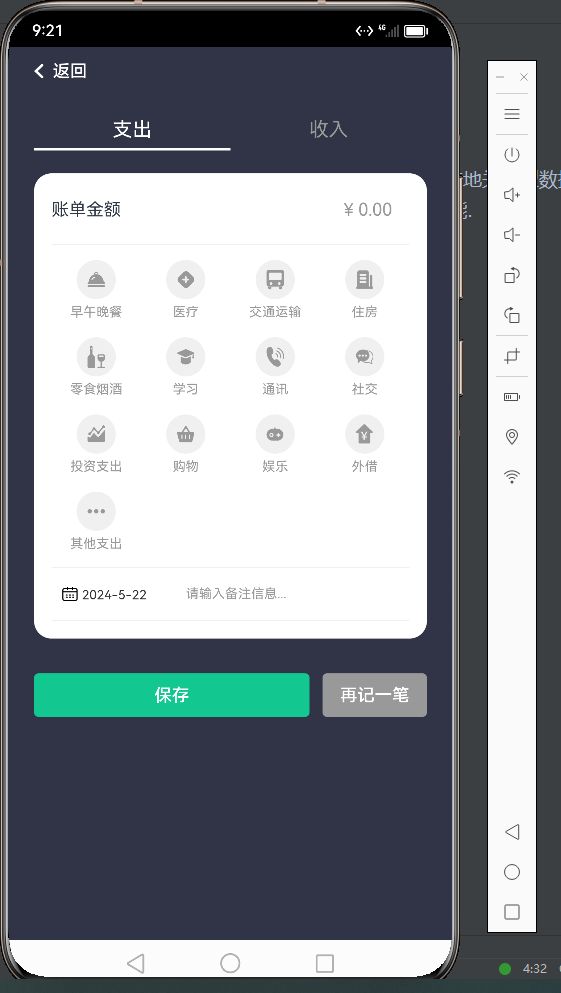 9:21
4G
返回
支出 收入
账单金额 ¥ 0.00
早午晚餐 医疗 交通运输 住房
零食烟酒 学习 通讯 社交
¥
投资支出 购物 娱乐 外借
其他支出
2024-5-22 请输入备注信息...
保存 再记一笔
4:32